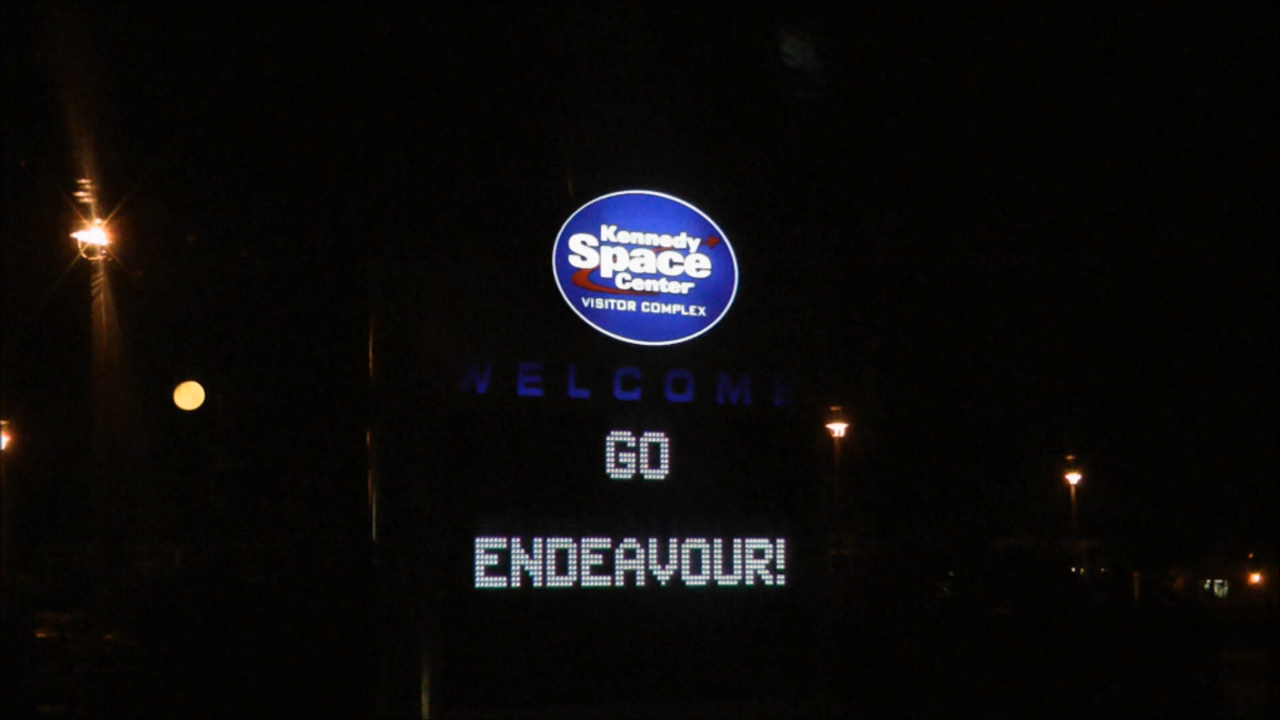 Kennedy
Space
Center
VISITOR COMPLEX
WELCOME
GO
ENDEAVOUR!